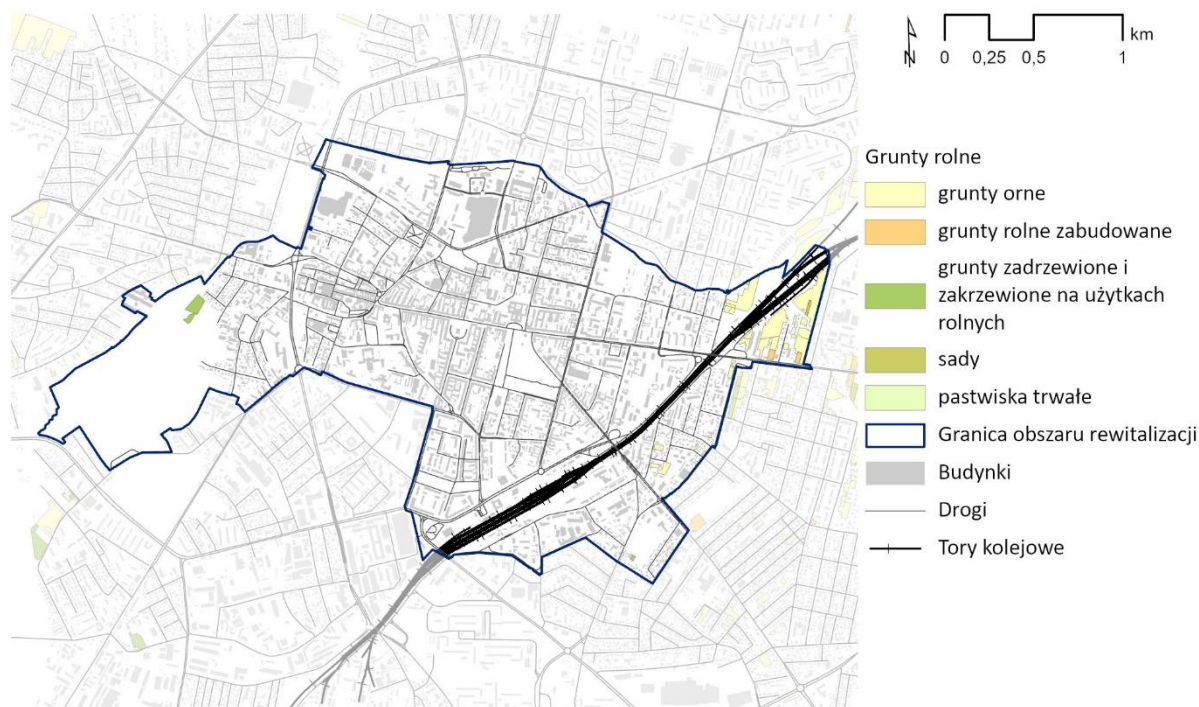 N
km
0 0,25 0,5 1
Grunty rolne
grunty orne
grunty rolne zabudowane
grunty zadrzewione i
zakrzewione na użytkach
rolnych
sady
pastwiska trwałe
Granica obszaru rewitalizacji
Budynki
Drogi
Tory kolejowe